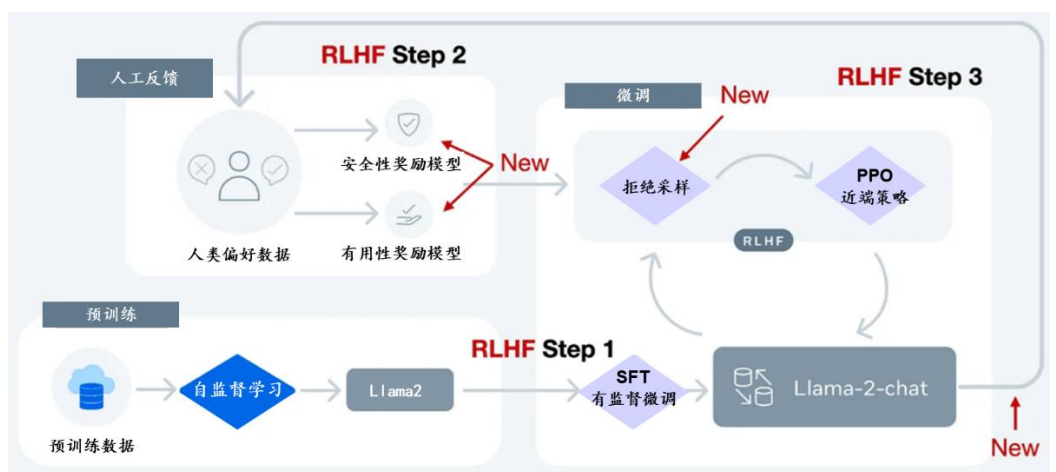 RLHF Step 2
人工反馈
RLHF Step 3
微调
New
安全性奖励模型
New
拒绝采样
PPO
近端策略
人类偏好数据
有用性奖励模型
RLHF
预训练
RLHF Step 1
自监督学习
Llama2
SFT
有监督微调
Llama-2-chat
预训练数据
New